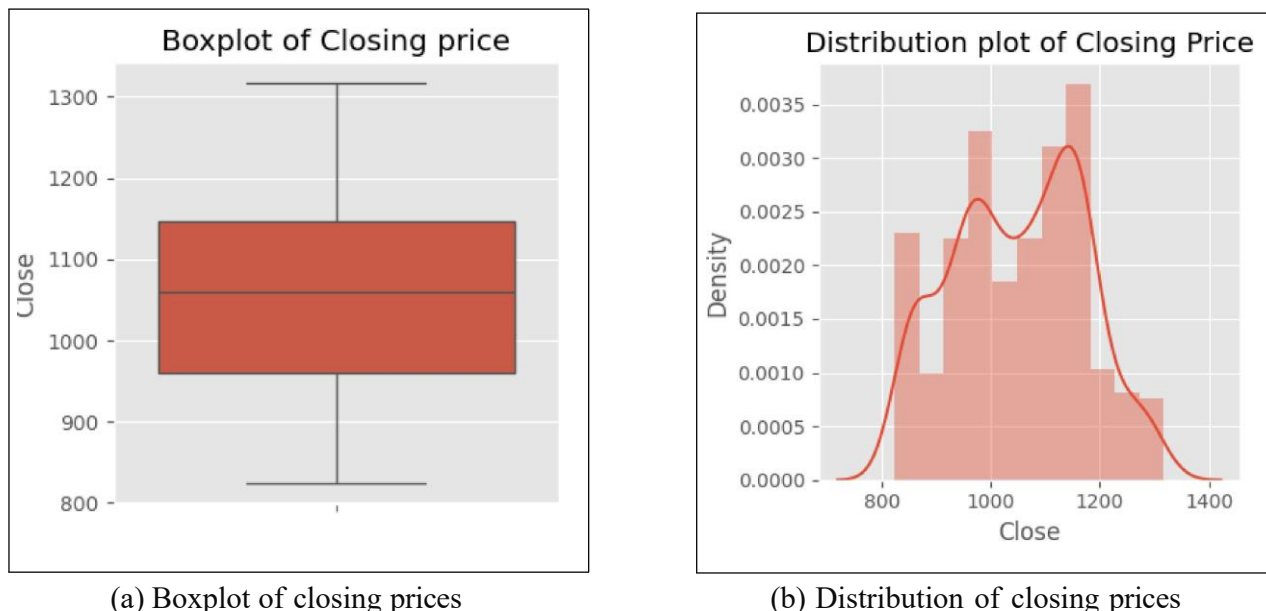 Boxplot of Closing price
1300
1200
1100
1000
900
800
Close
(a) Boxplot of closing prices
Distribution plot of Closing Price
0.0035
0.0030
0.0025
0.0020
0.0015
0.0010
0.0005
0.0000
Density
800 1000 1200 1400
Close
(b) Distribution of closing prices